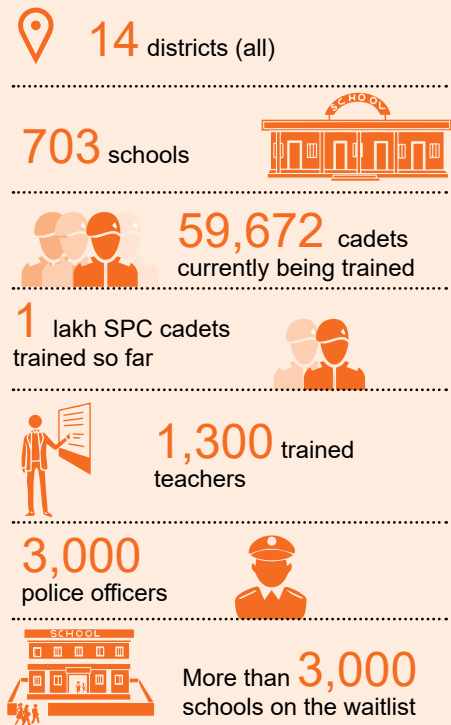 14 districts (all)
SCHOOL
703 schools
59,672 cadets
currently being trained
1 lakh SPC cadets
trained so far
1,300 trained
teachers
3,000
police officers
SCHOOL
More than 3,000
schools on the waitlist